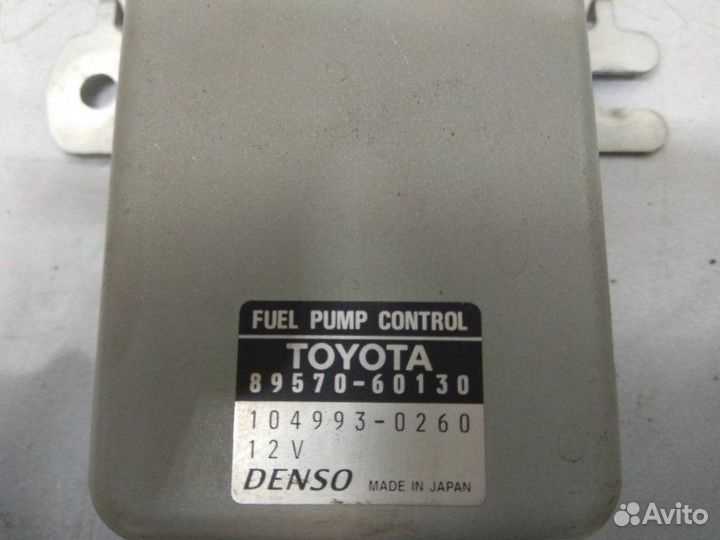 FUEL PUMP CONTROL
TOYOTA
89570-60130
104993-0260
12V
DENSO MADE IN JAPAN
Avito